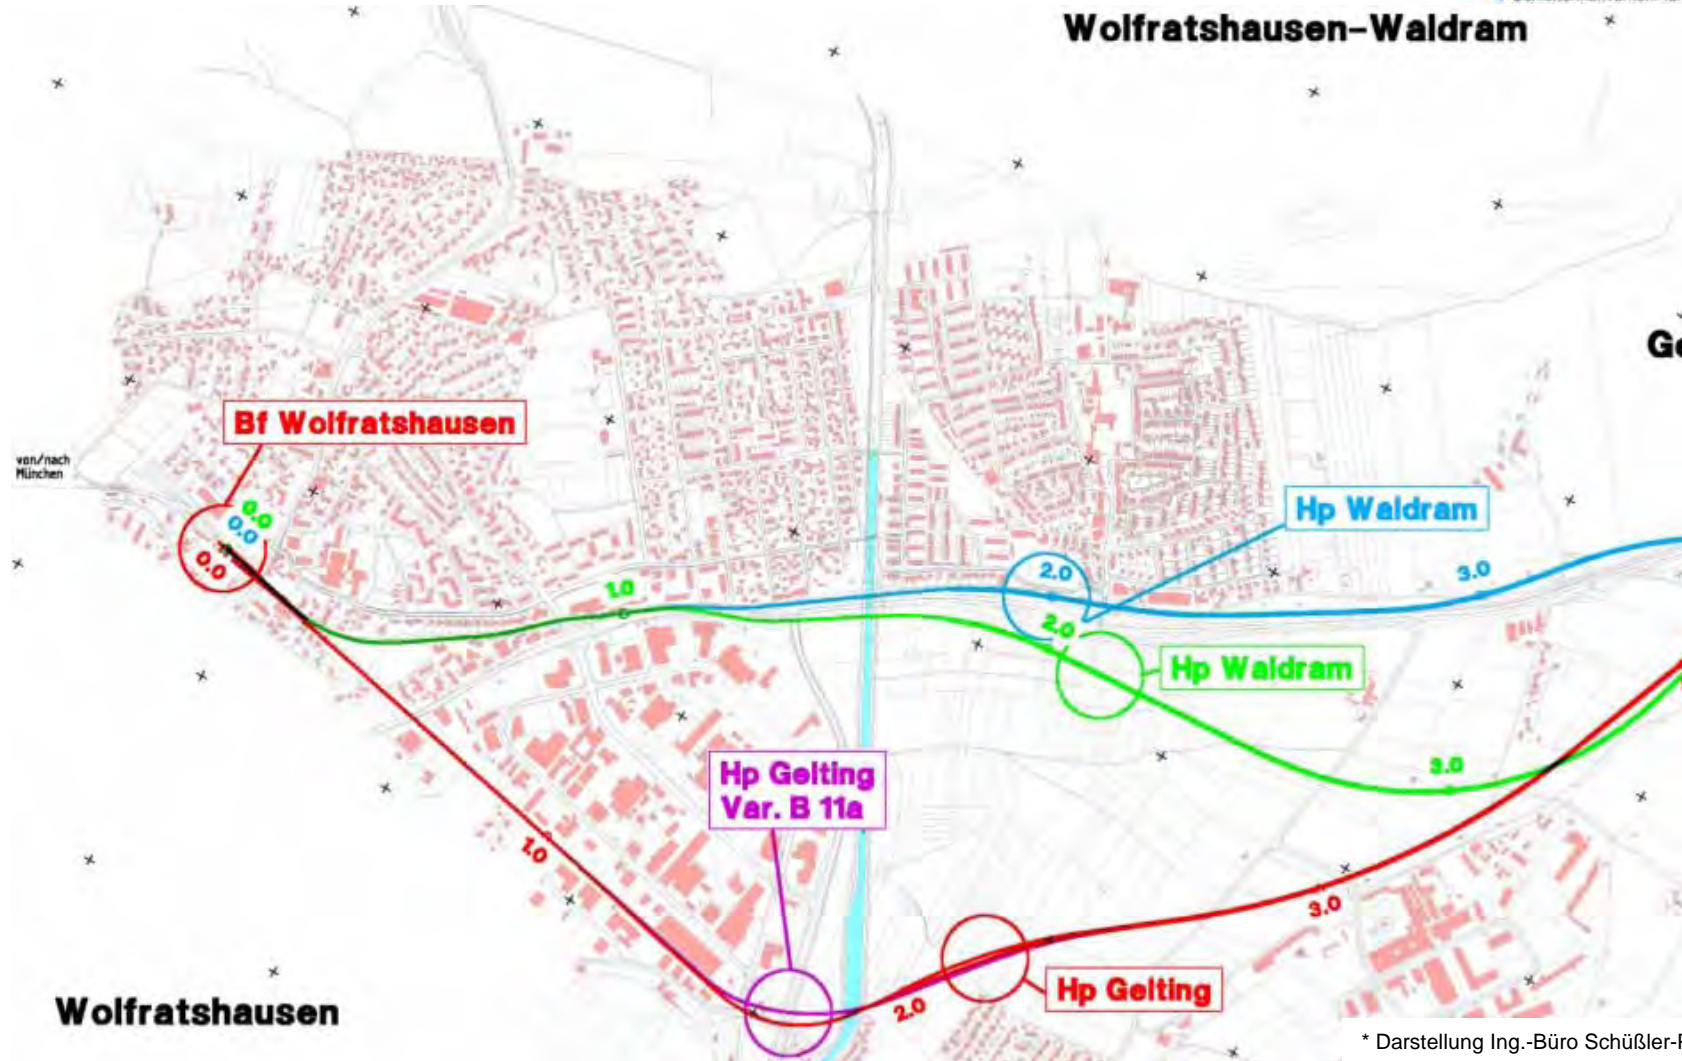 Wolfratshausen-Waldram
Ge
Bf Wolfratshausen
von/nach
München
0.0
0.0
0.0
Hp Waldram
2.0
3.0
1.0
2.0
Hp Waldram
3.0
Hp Gelting
Var. B 11a
1.0
3.0
2.0
Hp Gelting
Wolfratshausen
* Darstellung Ing.-Büro Schüßler-P